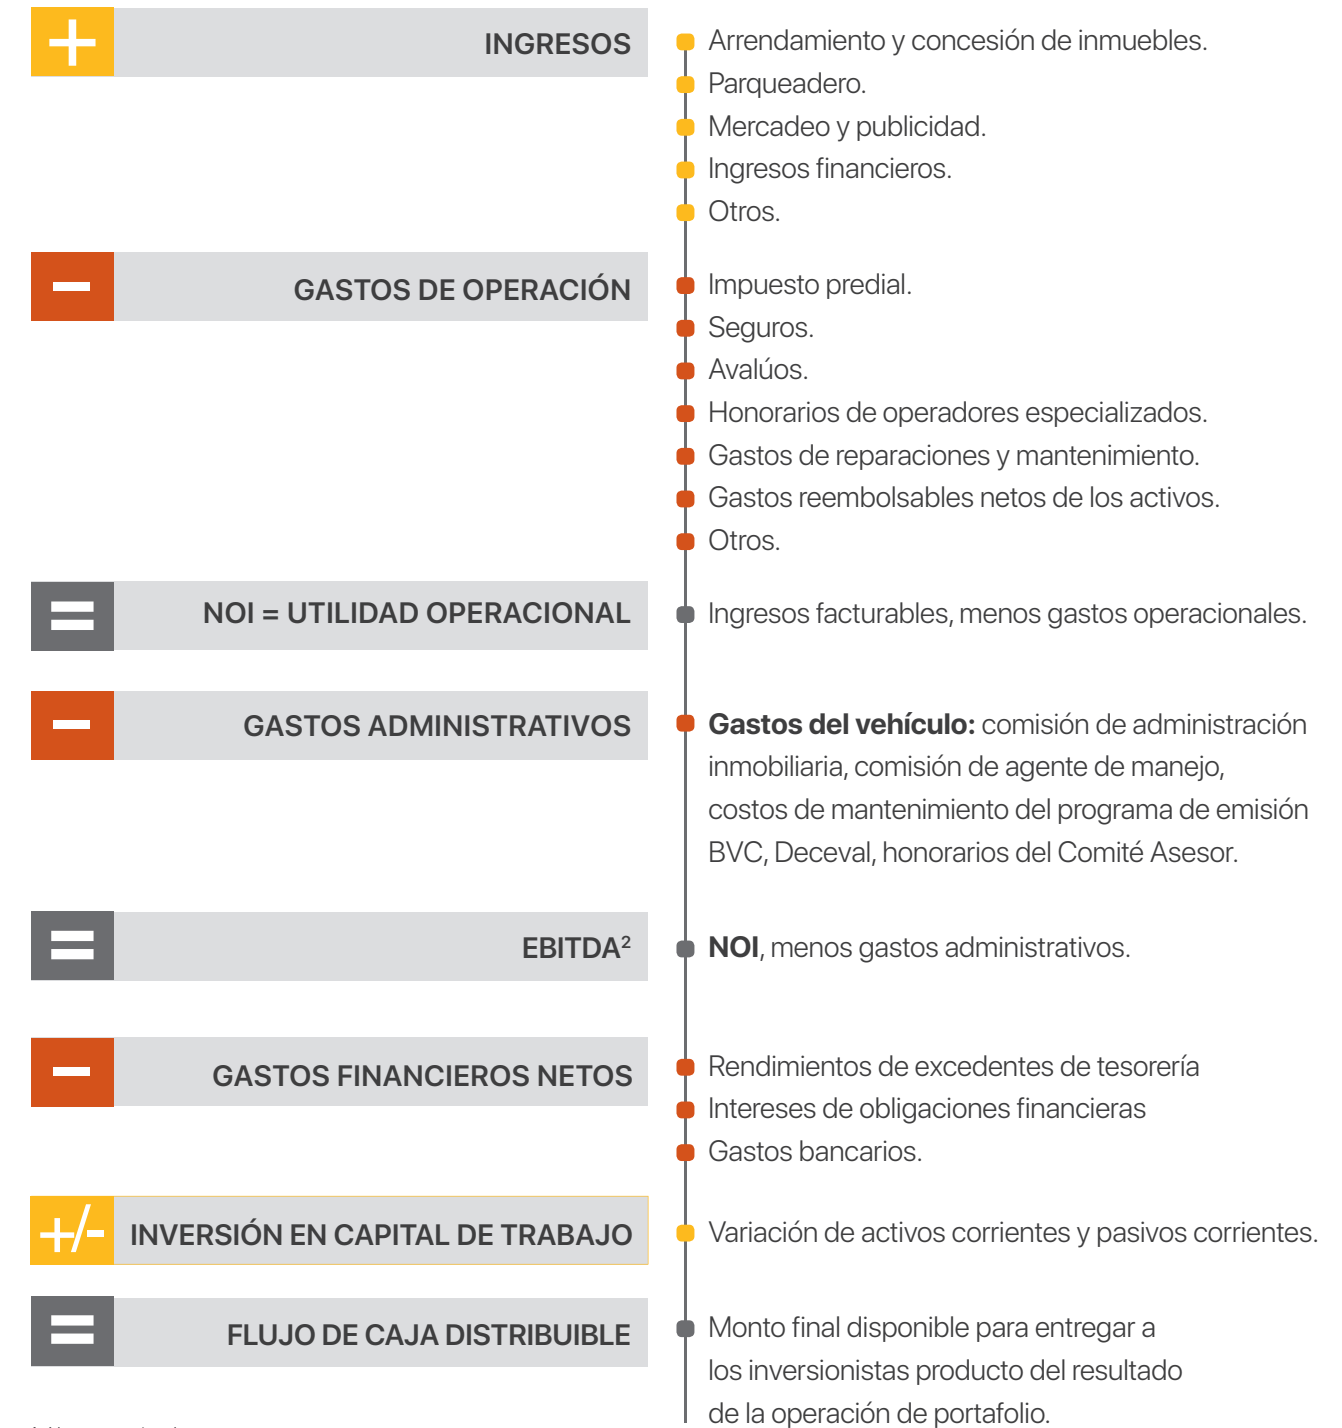 + INGRESOS
Arrendamiento y concesión de inmuebles.
Parqueadero.
Mercadeo y publicidad.
Ingresos financieros.
Otros.
- GASTOS DE OPERACIÓN
Impuesto predial.
Seguros.
Avalúos.
Honorarios de operadores especializados.
Gastos de reparaciones y mantenimiento.
Gastos reembolsables netos de los activos.
Otros.
= NOI = UTILIDAD OPERACIONAL
Ingresos facturables, menos gastos operacionales.
- GASTOS ADMINISTRATIVOS
Gastos del vehículo: comisión de administración
inmobiliaria, comisión de agente de manejo,
costos de mantenimiento del programa de emisión
BVC, Deceval, honorarios del Comité Asesor.
= EBITDA²
NOI, menos gastos administrativos.
- GASTOS FINANCIEROS NETOS
Rendimientos de excedentes de tesorería
Intereses de obligaciones financieras
Gastos bancarios.
+/- INVERSIÓN EN CAPITAL DE TRABAJO
Variación de activos corrientes y pasivos corrientes.
= FLUJO DE CAJA DISTRIBUIBLE
Monto final disponible para entregar a
los inversionistas producto del resultado
de la operación de portafolio.